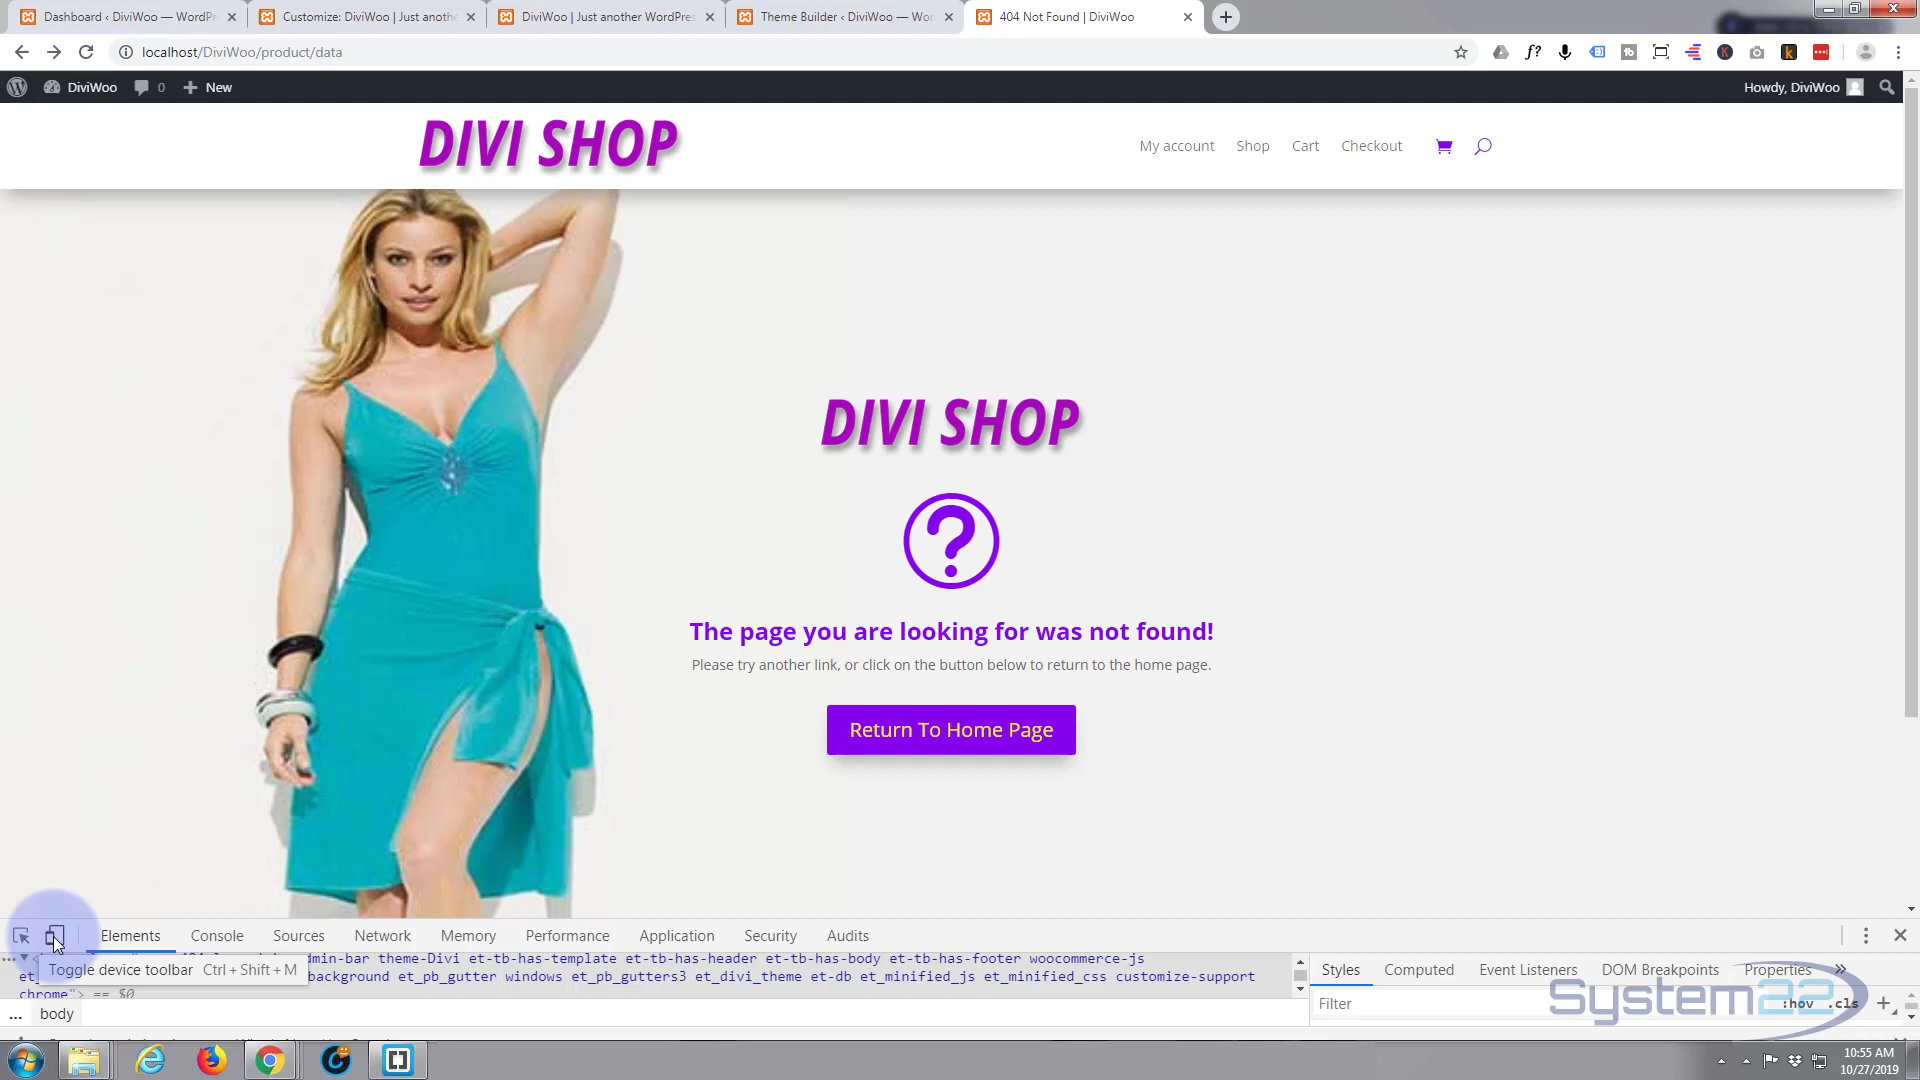 Dashboard ‹ DiviWoo — WordPr
Customize: DiviWoo | Just anothe
DiviWoo | Just another WordPres
Theme Builder ‹ DiviWoo — Wor
404 Not Found | DiviWoo
localhost/DiviWoo/product/data
DiviWoo 0 New
Howdy, DiviWoo
DIVI SHOP
My account Shop Cart Checkout
DIVI SHOP
?
The page you are looking for was not found!
Please try another link, or click on the button below to return to the home page.
Return To Home Page
Elements Console Sources Network Memory Performance Application Security Audits
dmin-bar theme-Divi et-tb-has-template et-tb-has-header et-tb-has-body et-tb-has-footer woocommerce-js
Toggle device toolbar Ctrl + Shift + M
et_ background et_pb_gutter windows et_pb_gutters3 et_divi_theme et-db et_minified_js et_minified_css customize-support
chrome"> == $0
... body
Styles Computed Event Listeners DOM Breakpoints Properties »
Filter :hov .cls +
System22
10:55 AM
10/27/2019